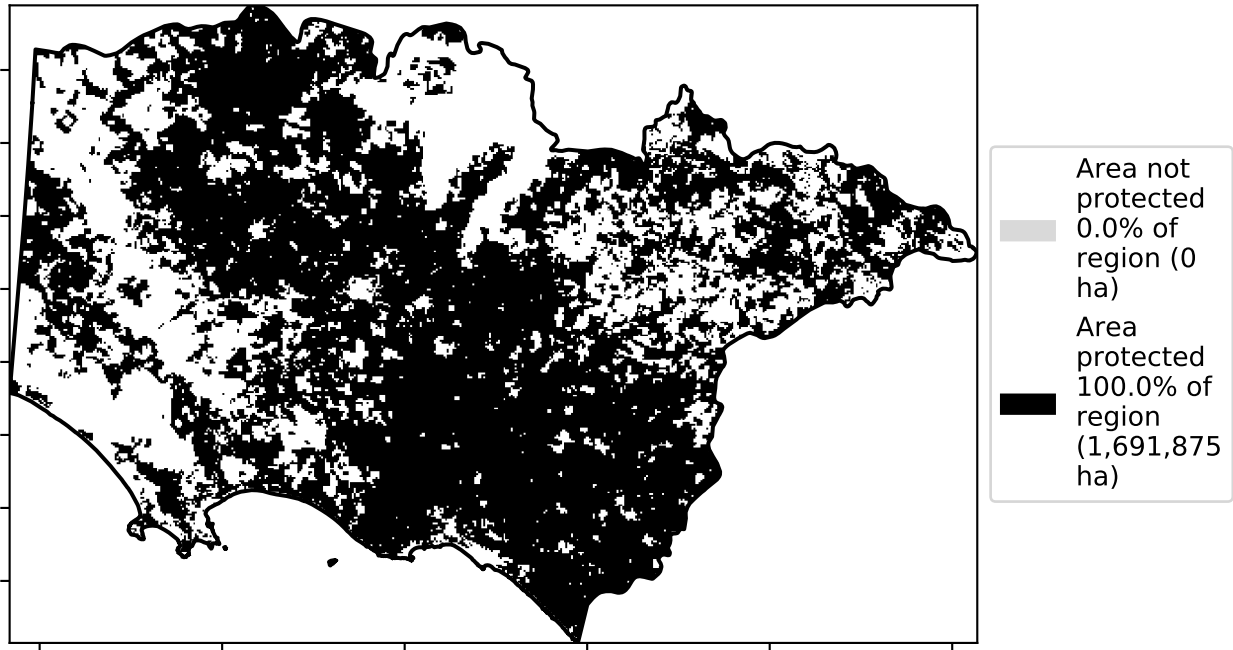 Area not
protected
0.0% of
region (0
ha)
Area
protected
100.0% of
region
(1,691,875
ha)